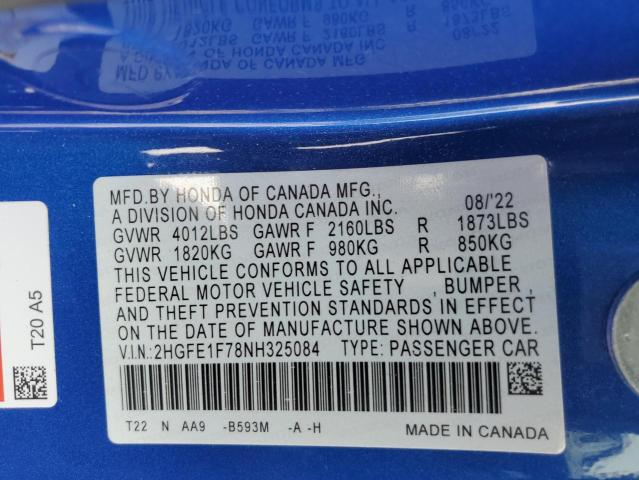 MFD.BY HONDA OF CANADA MFG., 08/'22
A DIVISION OF HONDA CANADA INC.
GVWR 4012LBS GAWR F 2160LBS R 1873LBS
GVWR 1820KG GAWR F 980KG R 850KG
THIS VEHICLE CONFORMS TO ALL APPLICABLE
FEDERAL MOTOR VEHICLE SAFETY , BUMPER ,
AND THEFT PREVENTION STANDARDS IN EFFECT
ON THE DATE OF MANUFACTURE SHOWN ABOVE.
V.I.N.:2HGFE1F78NH325084 TYPE: PASSENGER CAR
T22 N AA9 -B593M -A -H
MADE IN CANADA
T20 A5